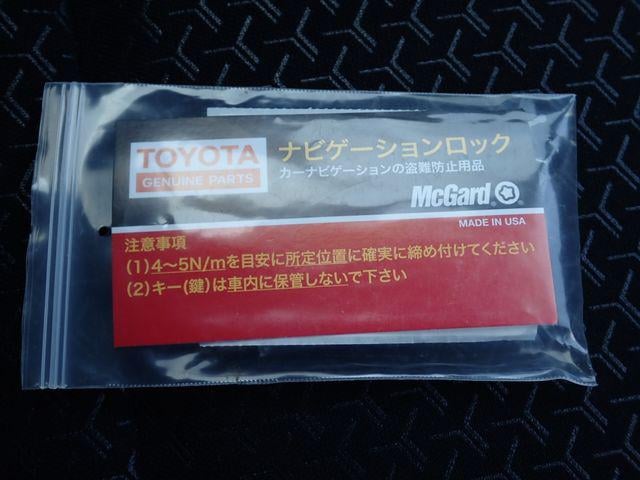 TOYOTA
GENUINE PARTS
ナビゲーションロック
カーナビゲーションの盗難防止用品
McGard®
MADE IN USA
注意事項
(1)4〜5N/mを目安に所定位置に確実に締め付けてください
(2)キー(鍵)は車内に保管しないで下さい